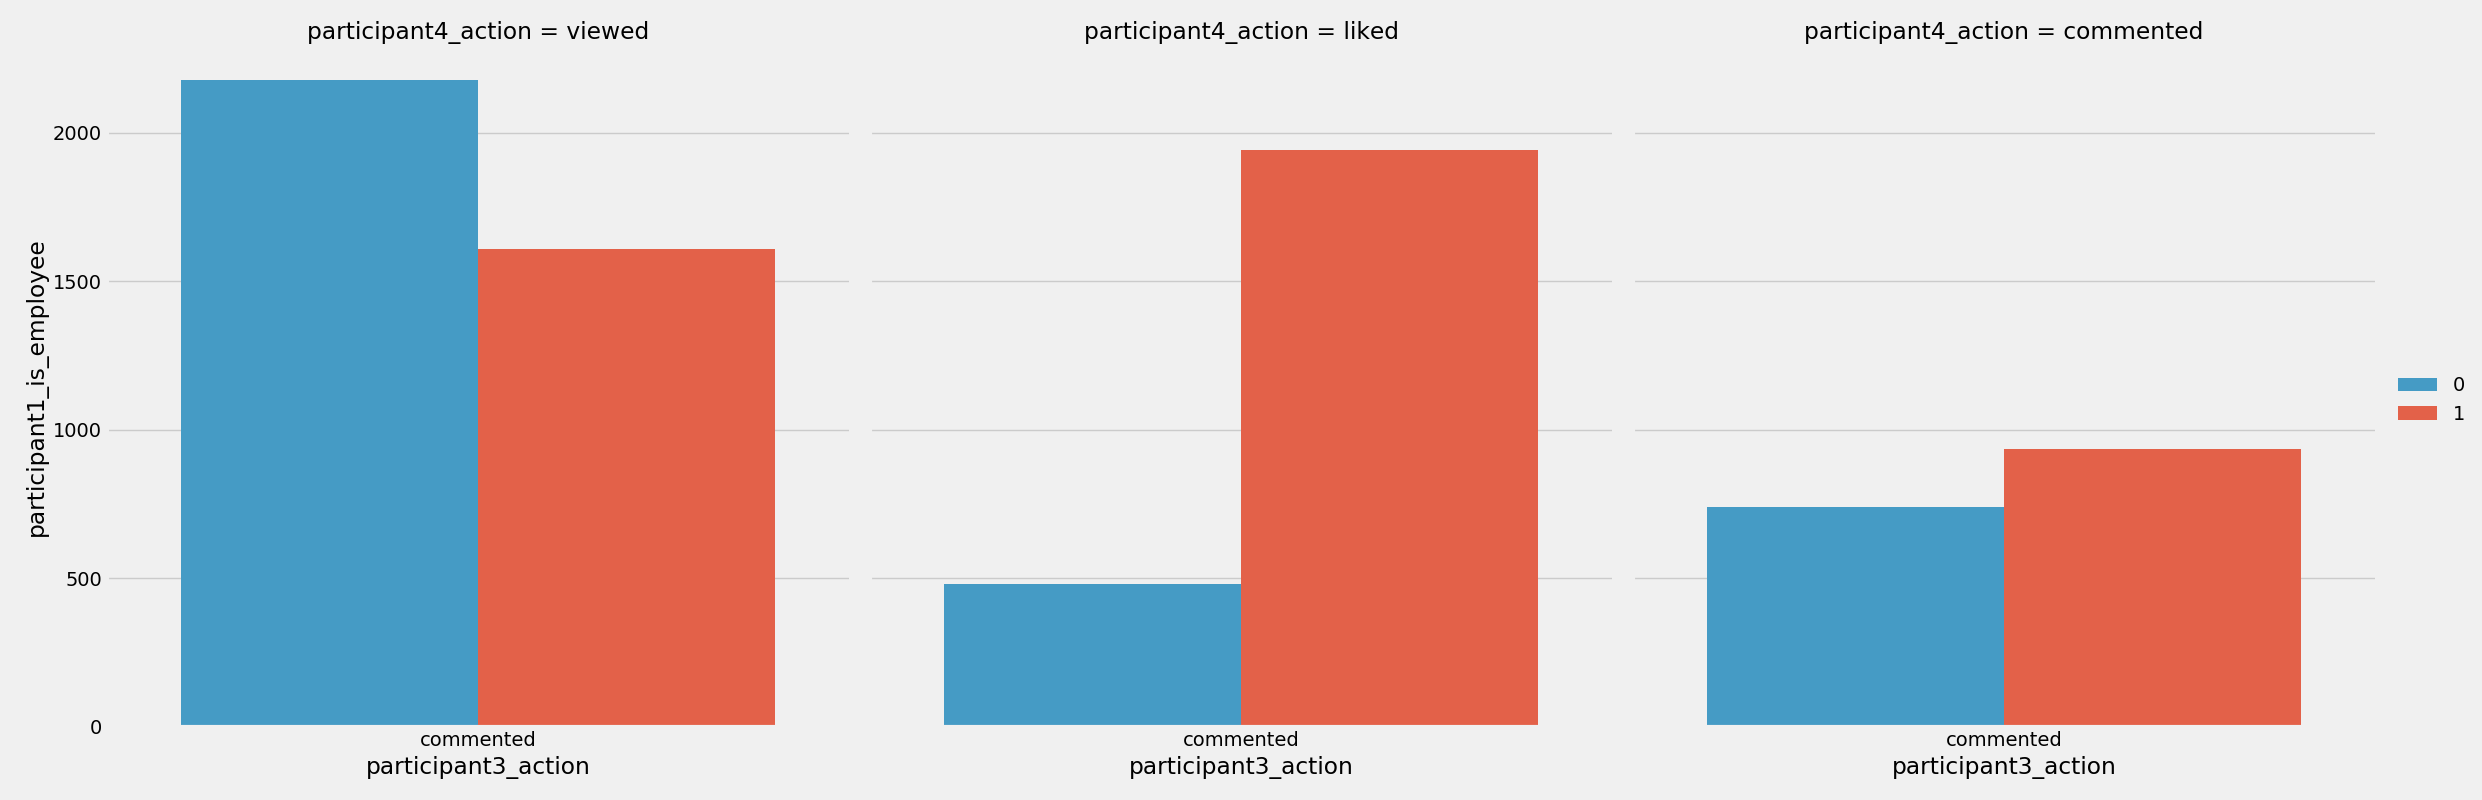 participant4_action = viewed
participant4_action = liked
participant4_action = commented
participant1_is_employee
2000
1500
1000
500
0
commented
commented
commented
participant3_action
participant3_action
participant3_action
0
1